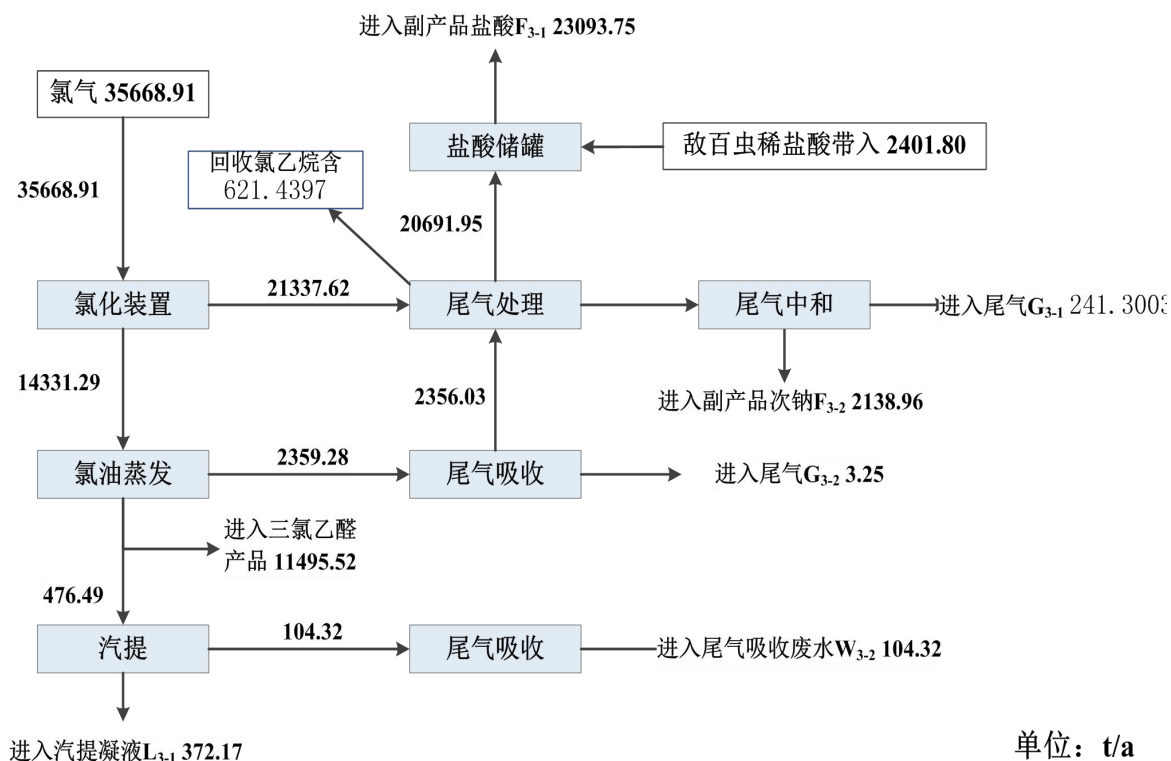 进入副产品盐酸F3-1 23093.75
氯气 35668.91
盐酸储罐
敌百虫稀盐酸带入 2401.80
回收氯乙烷含
621.4397
35668.91
20691.95
氯化装置
21337.62
尾气处理
尾气中和
进入尾气G3-1 241.3003
14331.29
2356.03
进入副产品次钠F3-2 2138.96
氯油蒸发
2359.28
尾气吸收
进入尾气G3-2 3.25
进入三氯乙醛
产品 11495.52
476.49
汽提
104.32
尾气吸收
进入尾气吸收废水W3-2 104.32
进入汽提凝液L3-1 372.17
单位：t/a